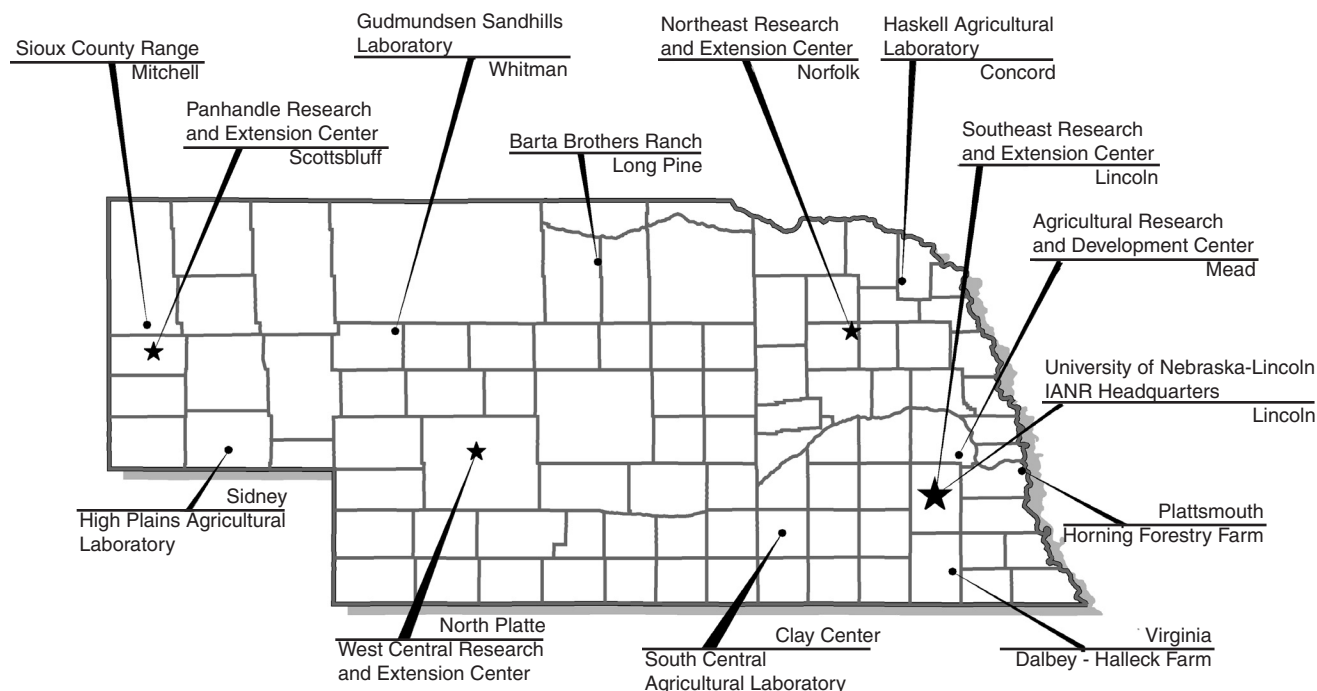 Sioux County Range
Mitchell
Panhandle Research
and Extension Center
Scottsbluff
Gudmundsen Sandhills
Laboratory
Whitman
Barta Brothers Ranch
Long Pine
Northeast Research
and Extension Center
Norfolk
Haskell Agricultural
Laboratory
Concord
Southeast Research
and Extension Center
Lincoln
Agricultural Research
and Development Center
Mead
University of Nebraska-Lincoln
IANR Headquarters
Lincoln
Sidney
High Plains Agricultural
Laboratory
North Platte
West Central Research
and Extension Center
Clay Center
South Central
Agricultural Laboratory
Plattsmouth
Horning Forestry Farm
Virginia
Dalbey - Halleck Farm